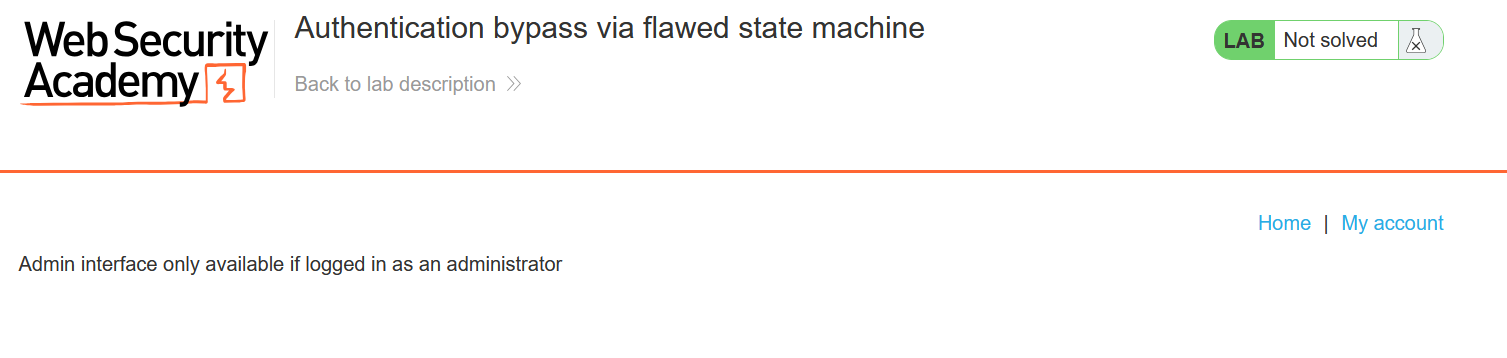 Web Security
Academy
Authentication bypass via flawed state machine
Back to lab description
LAB Not solved
Home | My account
Admin interface only available if logged in as an administrator